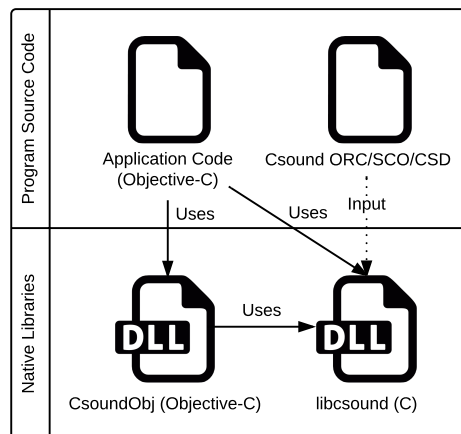 Program Source Code
Application Code
(Objective-C)
Csound ORC/SCO/CSD
Uses
Uses
Input
Native Libraries
DLL
Uses
DLL
CsoundObj (Objective-C)
libcsound (C)